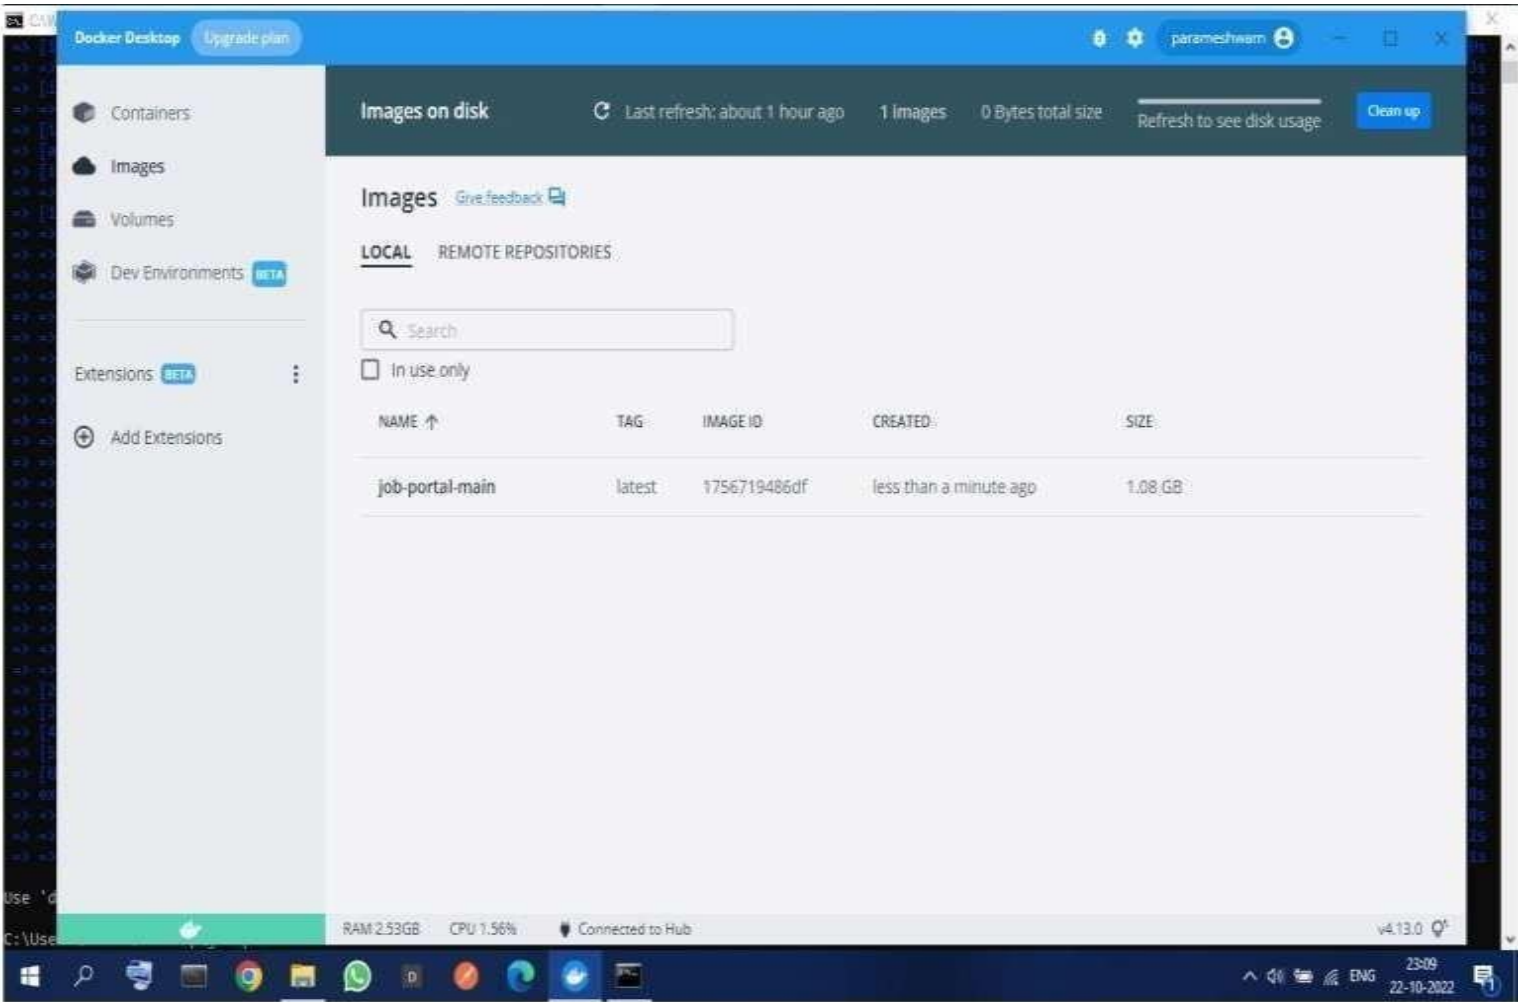 Docker Desktop Upgrade plan parameshwarn
Containers
Images
Volumes
Dev Environments BETA
Extensions BETA
Add Extensions
Images on disk Last refresh: about 1 hour ago 1 images 0 Bytes total size Refresh to see disk usage Clean up
Images Give feedback
LOCAL REMOTE REPOSITORIES
Search
In use only
NAME TAG IMAGE ID CREATED SIZE
job-portal-main latest 1756719486df less than a minute ago 1.08 GB
Use 'd
C:\Use
RAM 2.53GB CPU 1.56% Connected to Hub v4.13.0
D
ENG 23:09
22-10-2022 1